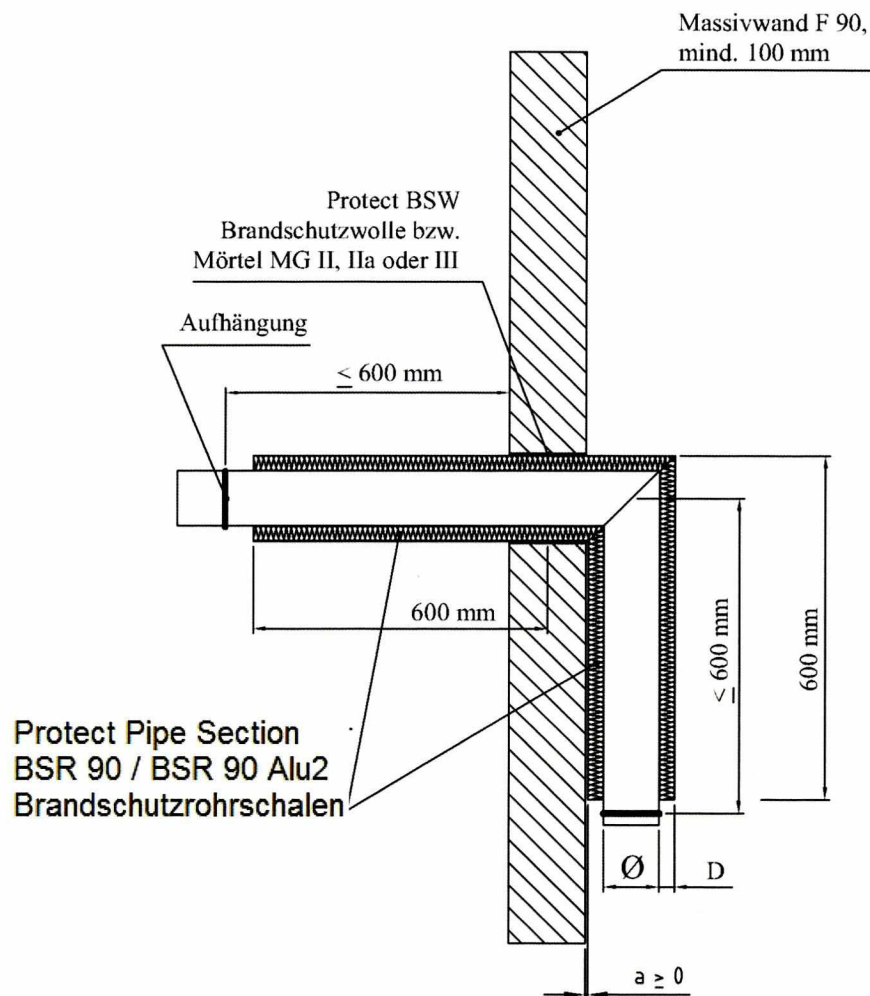 Massivwand F 90,
mind. 100 mm
Protect BSW
Brandschutzwolle bzw.
Mörtel MG II, IIa oder III
Aufhängung
≤ 600 mm
600 mm
≤ 600 mm
600 mm
Protect Pipe Section
BSR 90 / BSR 90 Alu2
Brandschutzrohrschalen
Ø
D
a ≥ 0